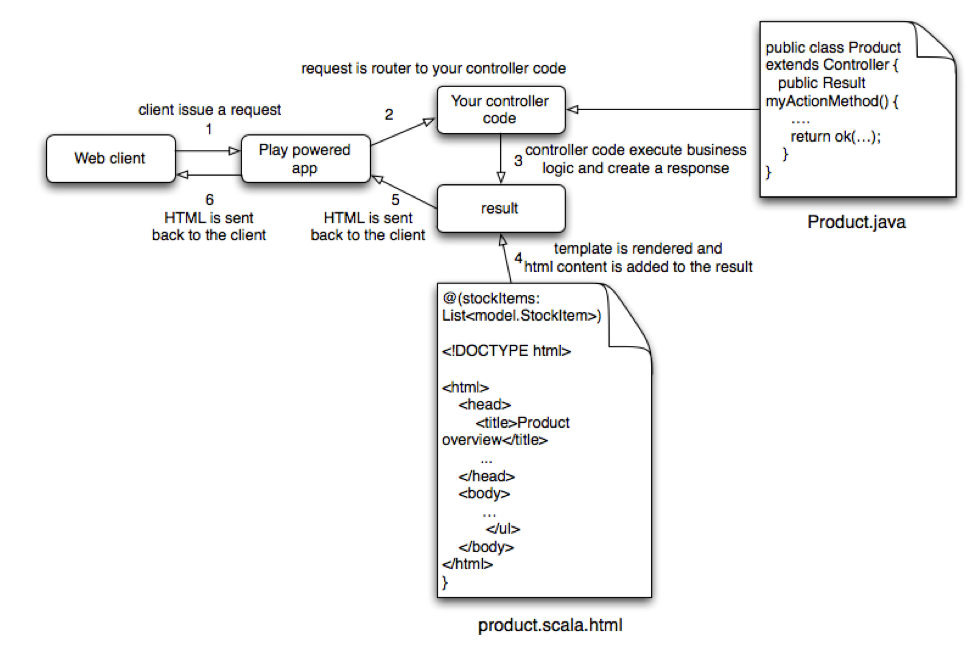 public class Product
extends Controller {
public Result
myActionMethod() {
....
return ok(...);
}
}
Product.java
request is router to your controller code
client issue a request
1
2
Your controller
code
Web client
Play powered
app
3
controller code execute business
logic and create a response
6
HTML is sent
back to the client
5
HTML is sent
back to the client
result
4
template is rendered and
html content is added to the result
@(stockItems:
List<model.StockItem>)
<!DOCTYPE html>
<html>
<head>
<title>Product
overview</title>
...
</head>
<body>
...
</ul>
</body>
</html>
}
product.scala.html